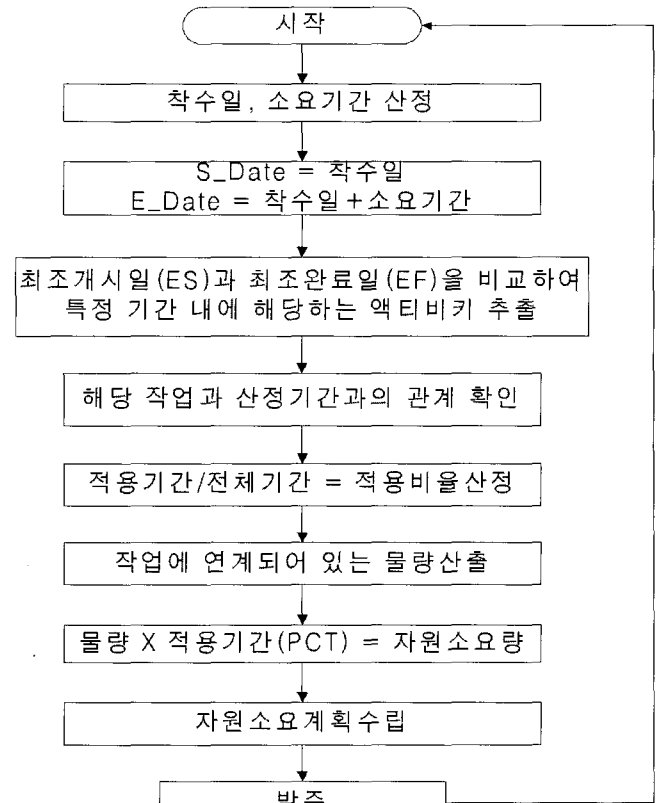 시작
착수일, 소요기간 산정
S_Date = 착수일
E_Date = 착수일+소요기간
최조개시일(ES)과 최조완료일(EF)을 비교하여
특정 기간 내에 해당하는 액티비키 추출
해당 작업과 산정기간과의 관계 확인
적용기간/전체기간 = 적용비율산정
작업에 연계되어 있는 물량산출
물량 X 적용기간(PCT) = 자원소요량
자원소요계획수립
발주